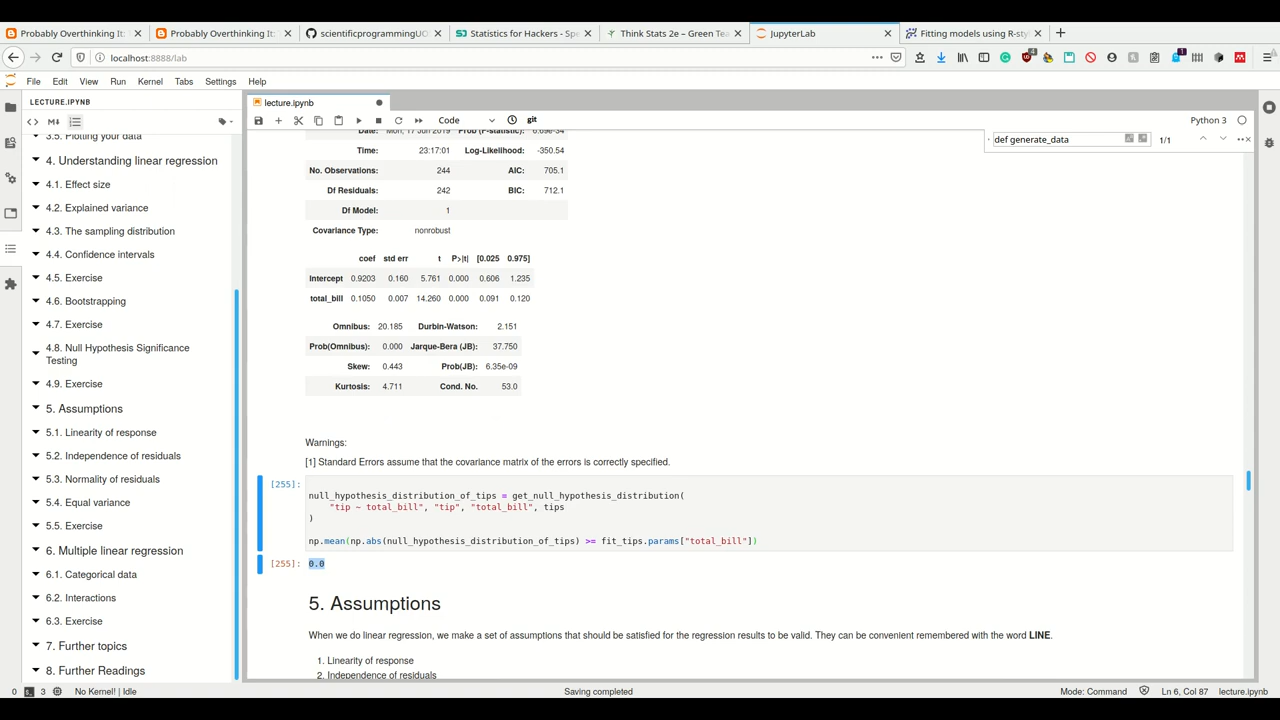 Probably Overthinking It:
Probably Overthinking It:
scientificprogrammingUO
Statistics for Hackers - Spe
Think Stats 2e – Green Tea
JupyterLab
Fitting models using R-styl
localhost:8888/lab
File Edit View Run Kernel Tabs Settings Help
LECTURE.IPYNB
lecture.ipynb
Code
git
Python 3
def generate_data
1/1
3.5. Plotting your data
4. Understanding linear regression
4.1. Effect size
4.2. Explained variance
4.3. The sampling distribution
4.4. Confidence intervals
4.5. Exercise
4.6. Bootstrapping
4.7. Exercise
4.8. Null Hypothesis Significance
Testing
4.9. Exercise
5. Assumptions
5.1. Linearity of response
5.2. Independence of residuals
5.3. Normality of residuals
5.4. Equal variance
5.5. Exercise
6. Multiple linear regression
6.1. Categorical data
6.2. Interactions
6.3. Exercise
7. Further topics
8. Further Readings
Date: Mon, 17 Jun 2019 Prob (F-statistic): 6.69e-34
Time: 23:17:01 Log-Likelihood: -350.54
No. Observations: 244 AIC: 705.1
Df Residuals: 242 BIC: 712.1
Df Model: 1
Covariance Type: nonrobust
coef std err t P>|t| [0.025 0.975]
Intercept 0.9203 0.160 5.761 0.000 0.606 1.235
total_bill 0.1050 0.007 14.260 0.000 0.091 0.120
Omnibus: 20.185 Durbin-Watson: 2.151
Prob(Omnibus): 0.000 Jarque-Bera (JB): 37.750
Skew: 0.443 Prob(JB): 6.35e-09
Kurtosis: 4.711 Cond. No. 53.0
Warnings:
[1] Standard Errors assume that the covariance matrix of the errors is correctly specified.
[255]:
null_hypothesis_distribution_of_tips = get_null_hypothesis_distribution(
"tip ~ total_bill", "tip", "total_bill", tips
)
np.mean(np.abs(null_hypothesis_distribution_of_tips) >= fit_tips.params["total_bill"])
[255]: 0.0
5. Assumptions
When we do linear regression, we make a set of assumptions that should be satisfied for the regression results to be valid. They can be convenient remembered with the word LINE.
1. Linearity of response
2. Independence of residuals
0 3 No Kernel! | Idle
Saving completed
Mode: Command
Ln 6, Col 87 lecture.ipynb